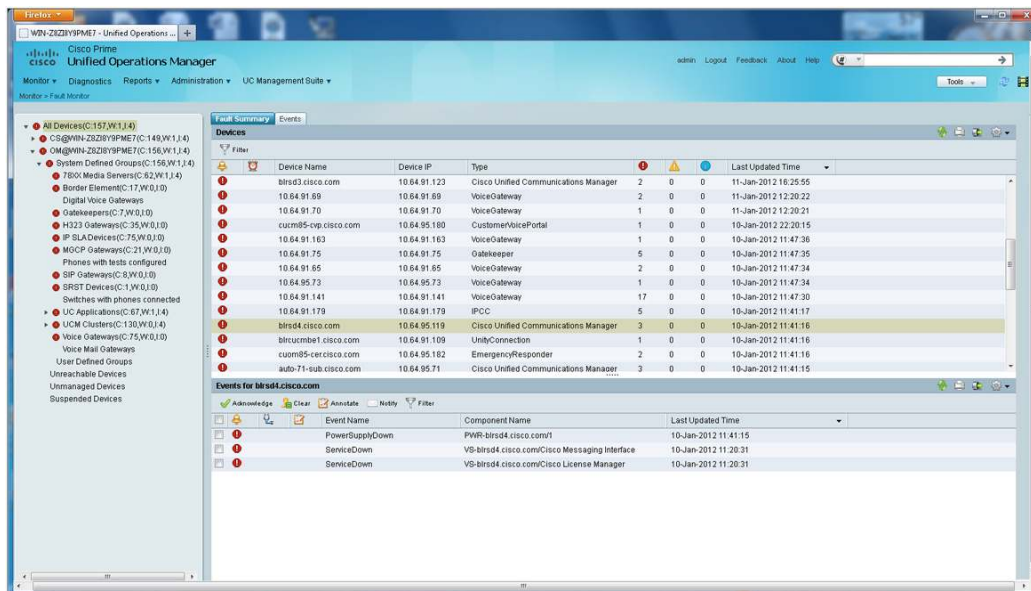 Firefox
WIN-Z8ZI8Y9PME7 - Unified Operations ... +
Cisco Prime
CISCO Unified Operations Manager
admin Logout Feedback About Help
Monitor Diagnostics Reports Administration UC Management Suite
Tools
Monitor > Fault Monitor
All Devices(C:157,W:1,I:4)
CS@WIN-Z8ZI8Y9PME7(C:149,W:1,I:4)
OM@WIN-Z8ZI8Y9PME7(C:156,W:1,I:4)
System Defined Groups(C:156,W:1,I:4)
78XX Media Servers(C:62,W:1,I:4)
Border Element(C:17,W:0,I:0)
Digital Voice Gateways
Gatekeepers(C:7,W:0,I:0)
H323 Gateways(C:35,W:0,I:0)
IP SLA Devices(C:75,W:0,I:0)
MGCP Gateways(C:21,W:0,I:0)
Phones with tests configured
SIP Gateways(C:8,W:0,I:0)
SRST Devices(C:1,W:0,I:0)
Switches with phones connected
UC Applications(C:67,W:1,I:4)
UCM Clusters(C:130,W:0,I:4)
Voice Gateways(C:75,W:0,I:0)
Voice Mail Gateways
User Defined Groups
Unreachable Devices
Unmanaged Devices
Suspended Devices
Fault Summary Events
Devices
Filter
Device Name Device IP Type Last Updated Time
blrsd3.cisco.com 10.64.91.123 Cisco Unified Communications Manager 2 0 0 11-Jan-2012 16:25:55
10.64.91.69 10.64.91.69 VoiceGateway 2 0 0 11-Jan-2012 12:20:22
10.64.91.70 10.64.91.70 VoiceGateway 1 0 0 11-Jan-2012 12:20:21
cucm85-cvp.cisco.com 10.64.95.180 CustomerVoicePortal 1 0 0 10-Jan-2012 22:20:15
10.64.91.163 10.64.91.163 VoiceGateway 1 0 0 10-Jan-2012 11:47:36
10.64.91.75 10.64.91.75 Gatekeeper 5 0 0 10-Jan-2012 11:47:35
10.64.91.65 10.64.91.65 VoiceGateway 2 0 0 10-Jan-2012 11:47:34
10.64.95.73 10.64.95.73 VoiceGateway 1 0 0 10-Jan-2012 11:47:34
10.64.91.141 10.64.91.141 VoiceGateway 17 0 0 10-Jan-2012 11:47:30
10.64.91.179 10.64.91.179 IPCC 5 0 0 10-Jan-2012 11:41:17
blrsd4.cisco.com 10.64.95.119 Cisco Unified Communications Manager 3 0 0 10-Jan-2012 11:41:16
blrcucmbe1.cisco.com 10.64.91.109 UnityConnection 1 0 0 10-Jan-2012 11:41:16
cuom85-cer.cisco.com 10.64.95.182 EmergencyResponder 2 0 0 10-Jan-2012 11:41:16
auto-71-sub.cisco.com 10.64.95.71 Cisco Unified Communications Manager 3 0 0 10-Jan-2012 11:41:15
Events for blrsd4.cisco.com
Acknowledge Clear Annotate Notify Filter
Event Name Component Name Last Updated Time
PowerSupplyDown PWR-blrsd4.cisco.com/1 10-Jan-2012 11:41:15
ServiceDown VS-blrsd4.cisco.com/Cisco Messaging Interface 10-Jan-2012 11:20:31
ServiceDown VS-blrsd4.cisco.com/Cisco License Manager 10-Jan-2012 11:20:31